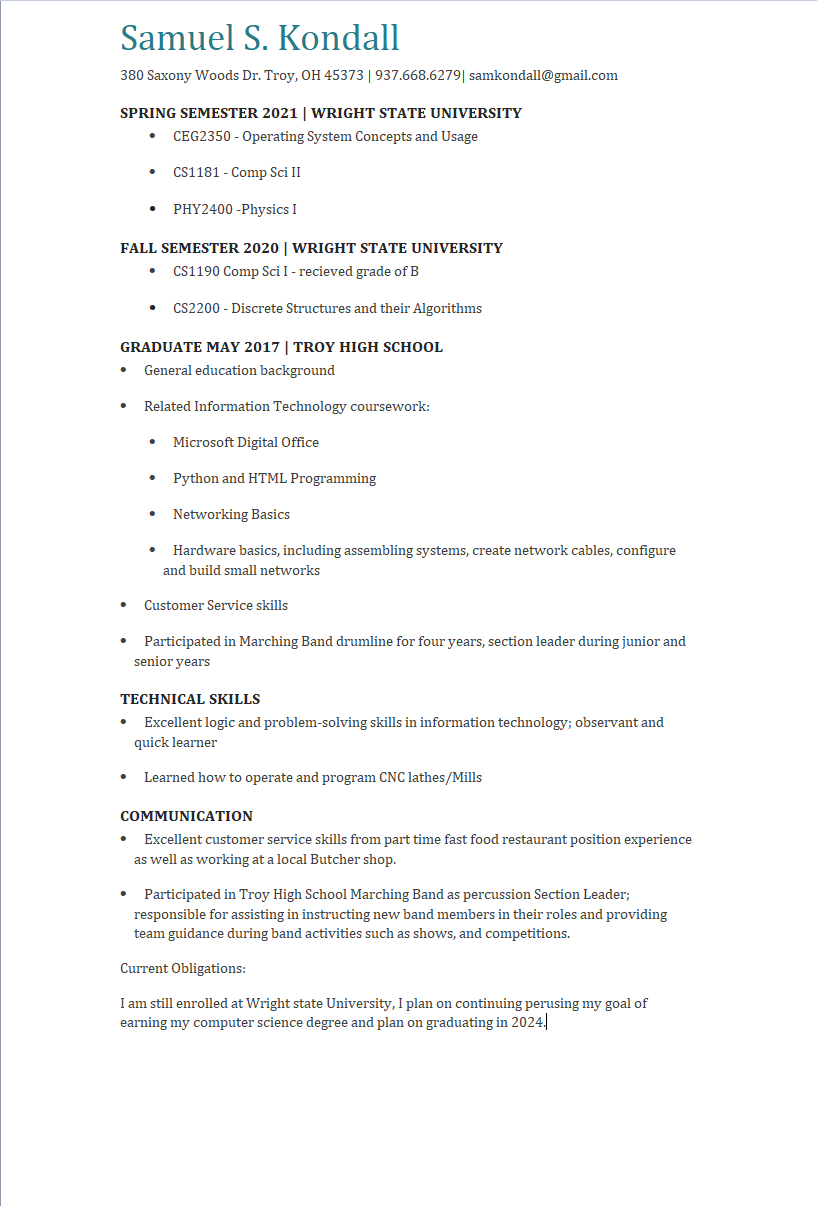 Samuel S. Kondall
380 Saxony Woods Dr. Troy, OH 45373 | 937.668.6279| samkondall@gmail.com
SPRING SEMESTER 2021 | WRIGHT STATE UNIVERSITY
• CEG2350 - Operating System Concepts and Usage
• CS1181 - Comp Sci II
• PHY2400 -Physics I
FALL SEMESTER 2020 | WRIGHT STATE UNIVERSITY
• CS1190 Comp Sci I - recieved grade of B
• CS2200 - Discrete Structures and their Algorithms
GRADUATE MAY 2017 | TROY HIGH SCHOOL
• General education background
• Related Information Technology coursework:
• Microsoft Digital Office
• Python and HTML Programming
• Networking Basics
• Hardware basics, including assembling systems, create network cables, configure
and build small networks
• Customer Service skills
• Participated in Marching Band drumline for four years, section leader during junior and
senior years
TECHNICAL SKILLS
• Excellent logic and problem-solving skills in information technology; observant and
quick learner
• Learned how to operate and program CNC lathes/Mills
COMMUNICATION
• Excellent customer service skills from part time fast food restaurant position experience
as well as working at a local Butcher shop.
• Participated in Troy High School Marching Band as percussion Section Leader;
responsible for assisting in instructing new band members in their roles and providing
team guidance during band activities such as shows, and competitions.
Current Obligations:
I am still enrolled at Wright state University, I plan on continuing perusing my goal of
earning my computer science degree and plan on graduating in 2024.